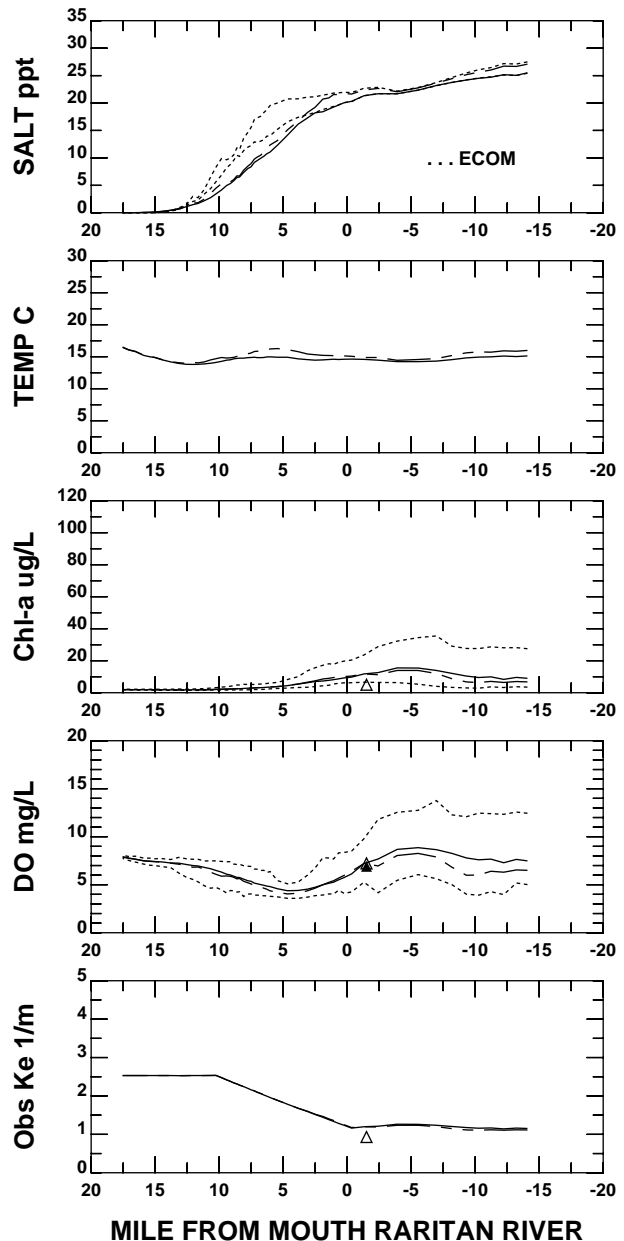 35
30
25
20
15
10
5
0
SALT ppt
. . . ECOM
20 15 10 5 0 -5 -10 -15 -20
30
25
20
15
10
5
0
TEMP C
20 15 10 5 0 -5 -10 -15 -20
120
100
80
60
40
20
0
Chl-a ug/L
20 15 10 5 0 -5 -10 -15 -20
20
15
10
5
0
DO mg/L
20 15 10 5 0 -5 -10 -15 -20
5
4
3
2
1
0
Obs Ke 1/m
20 15 10 5 0 -5 -10 -15 -20
MILE FROM MOUTH RARITAN RIVER